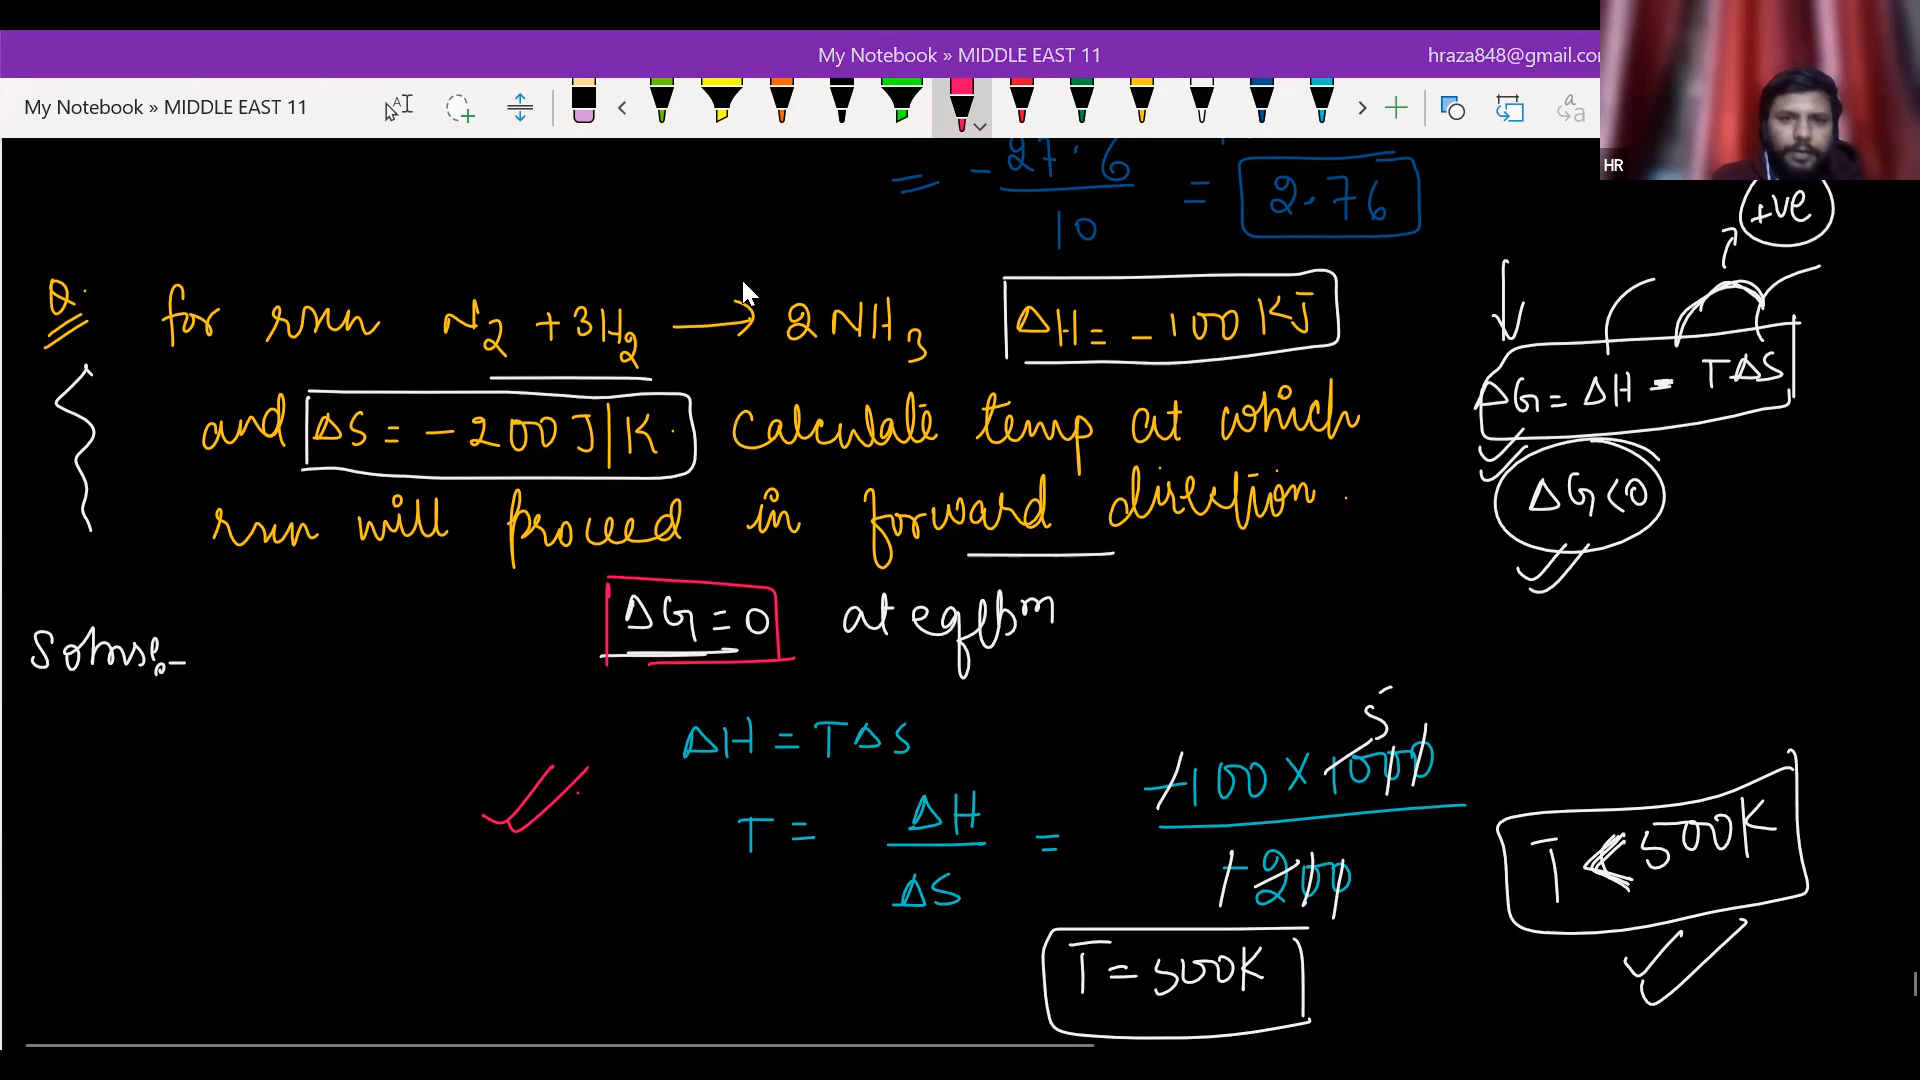 My Notebook » MIDDLE EAST 11
hraza848@gmail.co
My Notebook » MIDDLE EAST 11
HR
= - 27.6 / 10 = 2.76
+ve
Q. for rxn N2 + 3H2 → 2NH3 ΔH = -100 KJ
ΔG = ΔH - TΔS
and ΔS = -200 J|K. Calculate temp at which
ΔG < 0
rxn will proceed in forward direction.
ΔG = 0 at eqlbm
ΔH = TΔS
T = ΔH / ΔS = -100 x 1000 / -200
5
T < 500K
T = 500K